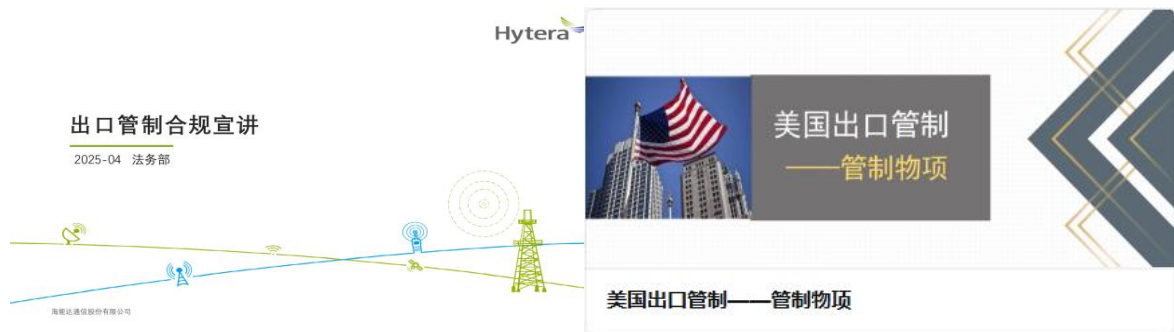 Hytera
出口管制合规宣讲
2025-04 法务部
海能达通信股份有限公司
美国出口管制
——管制物项
美国出口管制——管制物项